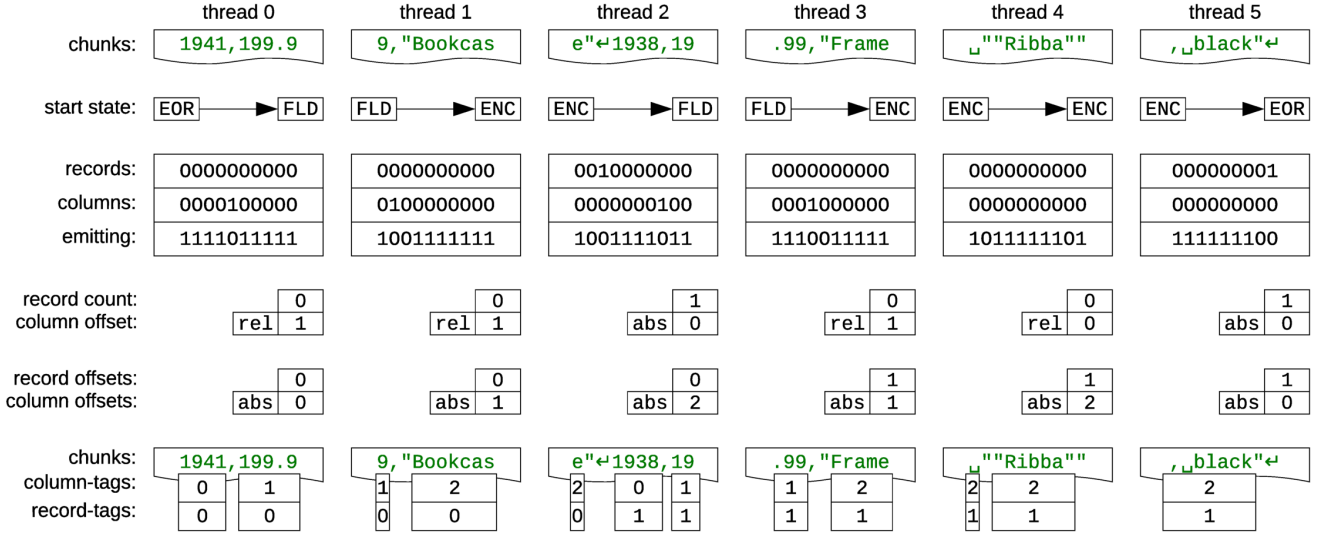 thread 0 thread 1 thread 2 thread 3 thread 4 thread 5
chunks: 1941,199.9 9,"Bookcas e"↵1938,19 .99,"Frame ␣""Ribba"" ,␣black"↵
start state: EOR FLD FLD ENC ENC FLD FLD ENC ENC ENC ENC EOR
records: 0000000000 0000000000 0010000000 0000000000 0000000000 000000001
columns: 0000100000 0100000000 0000000100 0001000000 0000000000 000000000
emitting: 1111011111 1001111111 1001111011 1110011111 1011111101 111111100
record count: 0 0 1 0 0 1
column offset: rel 1 rel 1 abs 0 rel 1 rel 0 abs 0
record offsets: 0 0 0 1 1 1
column offsets: abs 0 abs 1 abs 2 abs 1 abs 2 abs 0
chunks: 1941,199.9 9,"Bookcas e"↵1938,19 .99,"Frame ␣""Ribba"" ,␣black"↵
column-tags: 0 1 1 2 2 0 1 1 2 2 2 2
record-tags: 0 0 0 0 0 1 1 1 1 1 1 1